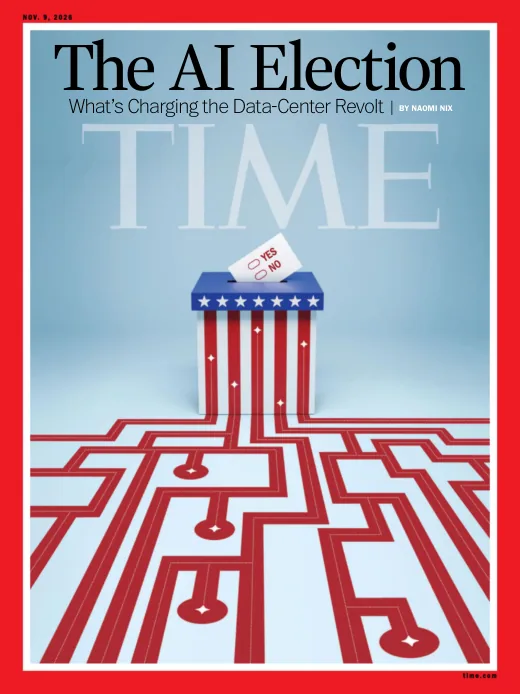 NOV. 9, 2026
The AI Election
What's Charging the Data-Center Revolt | BY NAOMI NIX
TIME
YES
NO
time.com